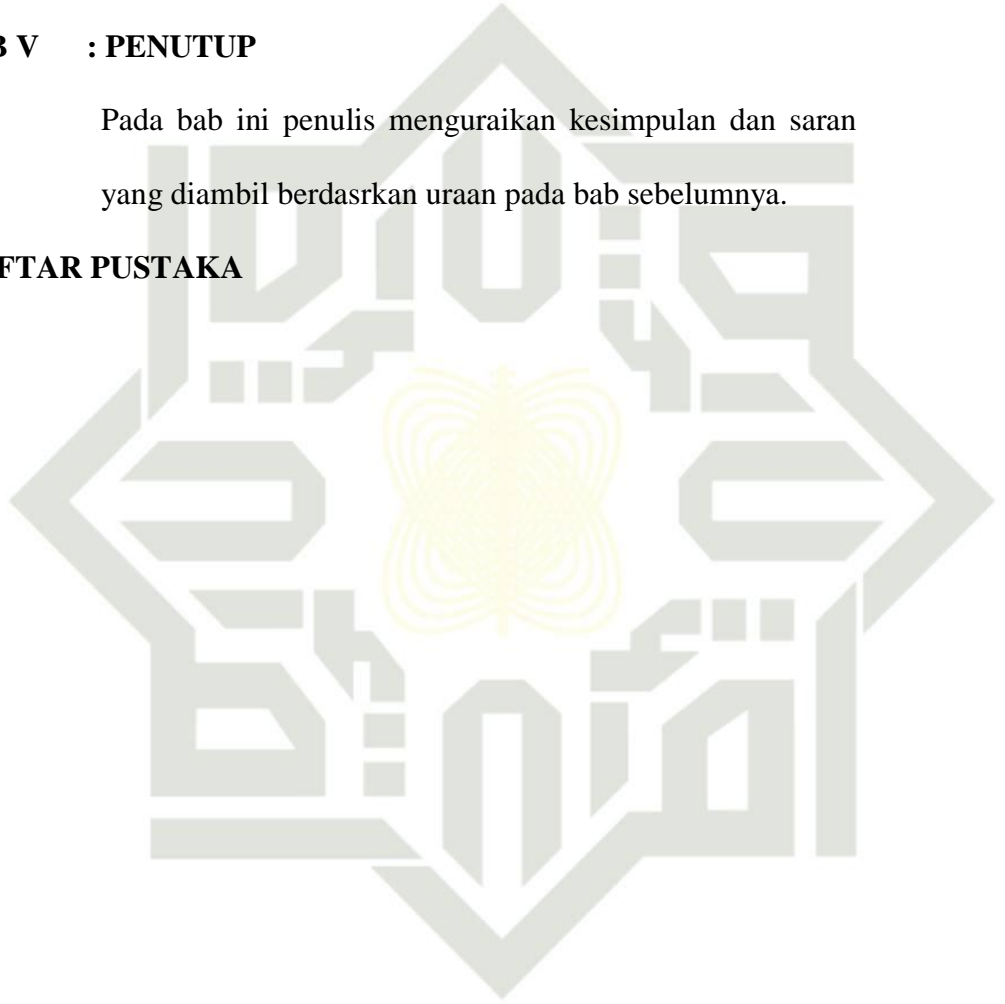 B V : PENUTUP
Pada bab ini penulis menguraikan kesimpulan dan saran
yang diambil berdasrkan uraan pada bab sebelumnya.
FTAR PUSTAKA